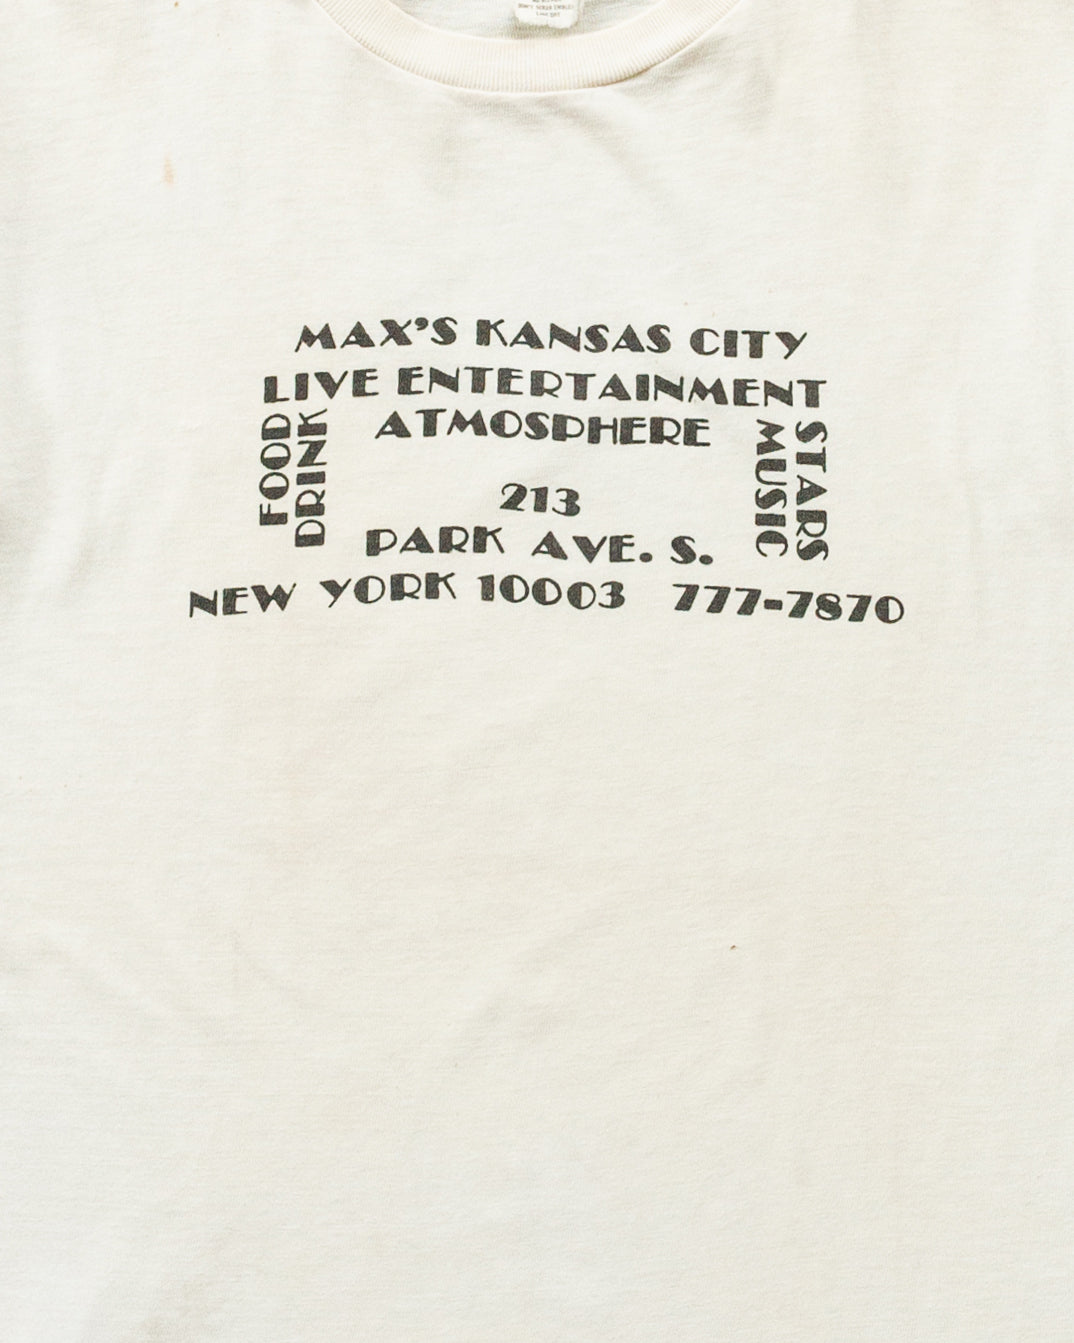 MAX'S KANSAS CITY
LIVE ENTERTAINMENT
ATMOSPHERE
FOOD
DRINK
STARS
MUSIC
213
PARK AVE. S.
NEW YORK 10003 777-7870